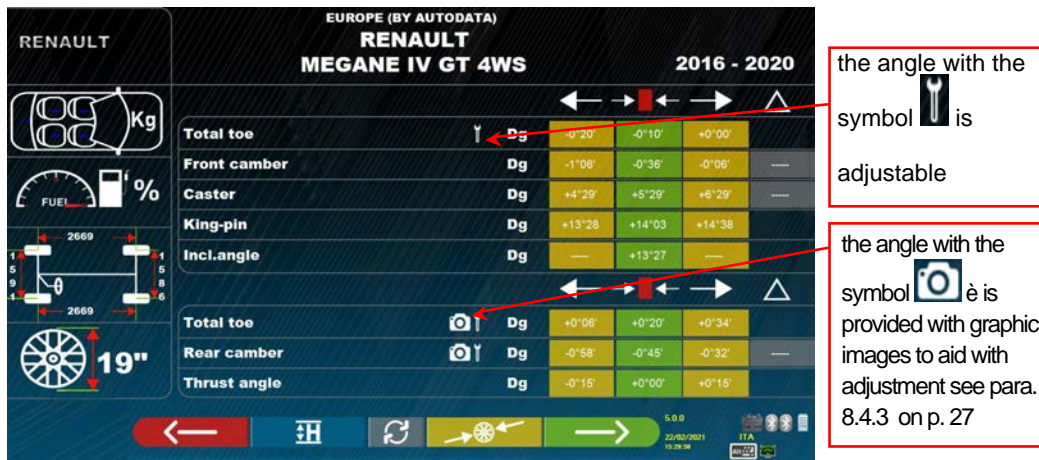 RENAULT
EUROPE (BY AUTODATA)
RENAULT
MEGANE IV GT 4WS
2016 - 2020
Kg
FUEL
%
2669
1591
1586
2669
19"
Total toe Dg -0°20' -0°10' +0°00'
Front camber Dg -1°06' -0°36' -0°06' -----
Caster Dg +4°29' +5°29' +6°29' -----
King-pin Dg +13°28 +14°03 +14°38
Incl.angle Dg ----- +13°27 -----
Total toe Dg +0°06' +0°20' +0°34'
Rear camber Dg -0°58' -0°45' -0°32' -----
Thrust angle Dg -0°15' +0°00' +0°15'
H
5.0.0
22/02/2021
15:29:58
ITA
the angle with the
symbol is
adjustable
the angle with the
symbol è is
provided with graphic
images to aid with
adjustment see para.
8.4.3 on p. 27